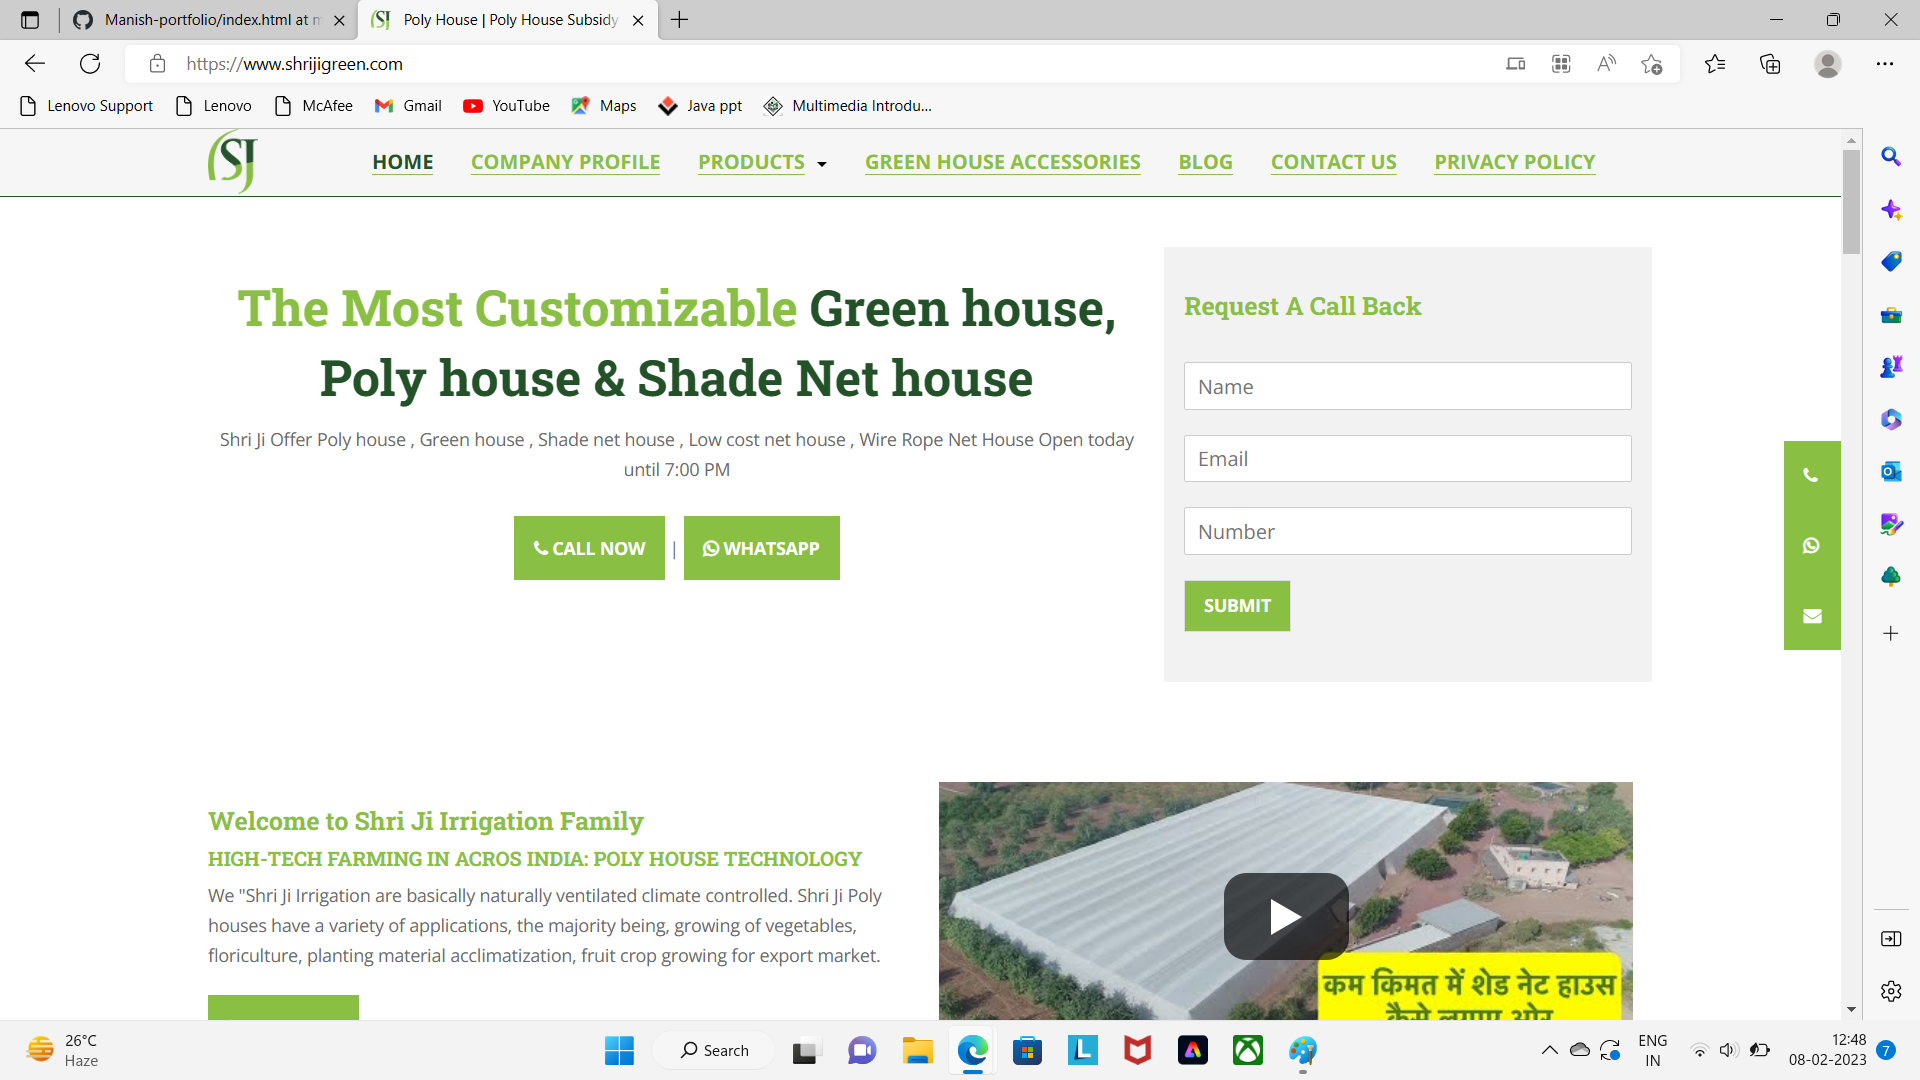 Manish-portfolio/index.html at m
Poly House | Poly House Subsidy
https://www.shrijigreen.com
Lenovo Support
Lenovo
McAfee
Gmail
YouTube
Maps
Java ppt
Multimedia Introdu...
SJ
HOME
COMPANY PROFILE
PRODUCTS
GREEN HOUSE ACCESSORIES
BLOG
CONTACT US
PRIVACY POLICY
The Most Customizable Green house,
Poly house & Shade Net house
Shri Ji Offer Poly house , Green house , Shade net house , Low cost net house , Wire Rope Net House Open today
until 7:00 PM
CALL NOW | WHATSAPP
Request A Call Back
Name
Email
Number
SUBMIT
Welcome to Shri Ji Irrigation Family
HIGH-TECH FARMING IN ACROS INDIA: POLY HOUSE TECHNOLOGY
We "Shri Ji Irrigation are basically naturally ventilated climate controlled. Shri Ji Poly
houses have a variety of applications, the majority being, growing of vegetables,
floriculture, planting material acclimatization, fruit crop growing for export market.
कम किमत में शेड नेट हाउस
कैसे लगाए ओर
26°C
Haze
Search
ENG
IN
12:48
08-02-2023
7